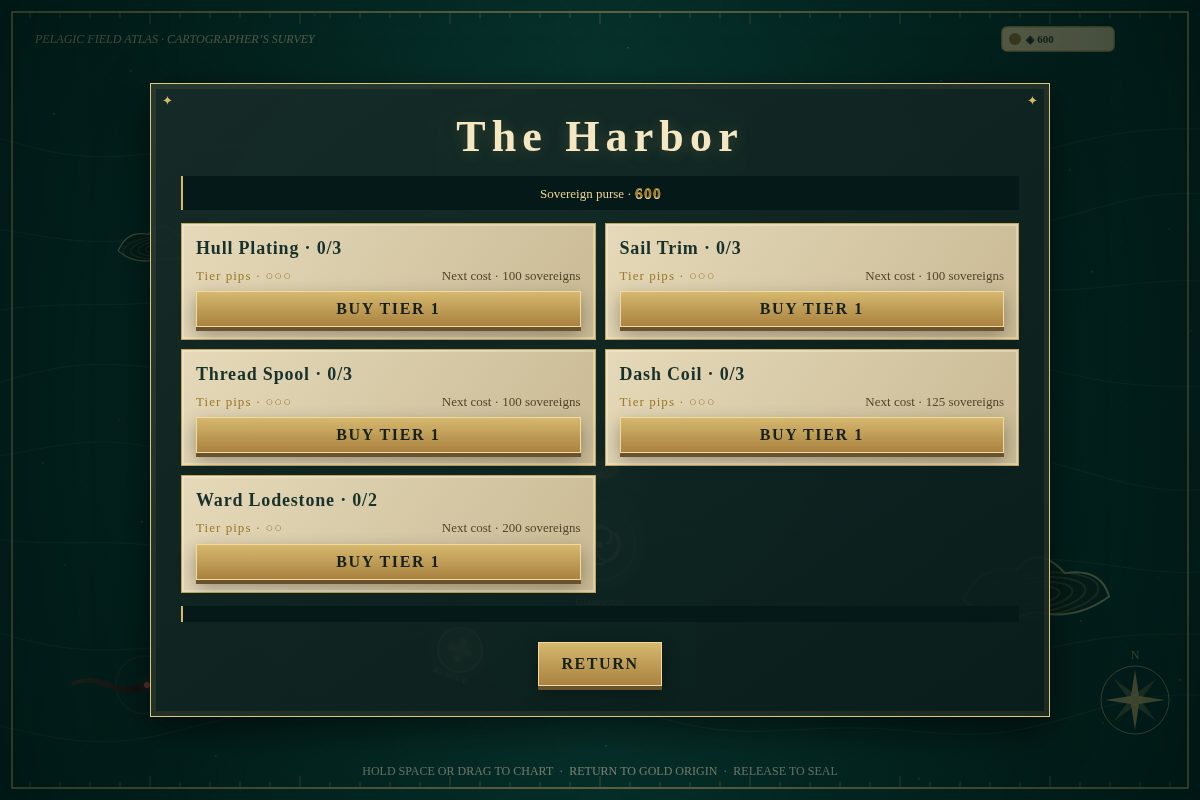 PELAGIC FIELD ATLAS · CARTOGRAPHER'S SURVEY
◈ 600
The Harbor
Sovereign purse · 600
Hull Plating · 0/3
Tier pips · ○○○ Next cost · 100 sovereigns
BUY TIER 1
Sail Trim · 0/3
Tier pips · ○○○ Next cost · 100 sovereigns
BUY TIER 1
Thread Spool · 0/3
Tier pips · ○○○ Next cost · 100 sovereigns
BUY TIER 1
Dash Coil · 0/3
Tier pips · ○○○ Next cost · 125 sovereigns
BUY TIER 1
Ward Lodestone · 0/2
Tier pips · ○○ Next cost · 200 sovereigns
BUY TIER 1
RETURN
N
HOLD SPACE OR DRAG TO CHART · RETURN TO GOLD ORIGIN · RELEASE TO SEAL